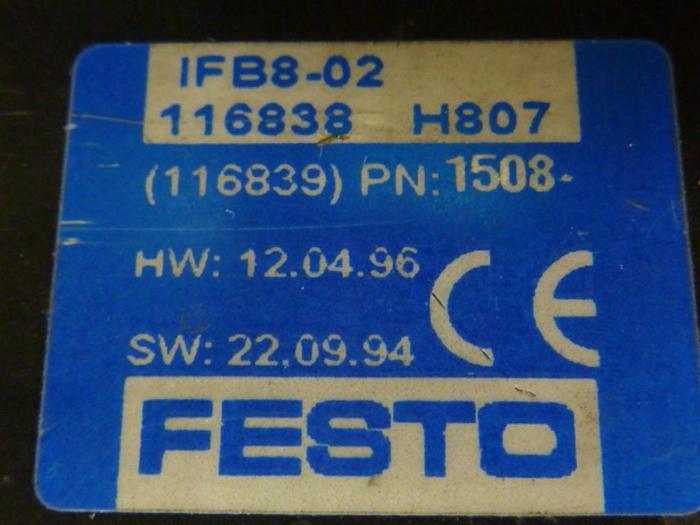 IFB8-02
116838 H807
(116839) PN: 1508-
HW: 12.04.96
SW: 22.09.94
CE
FESTO